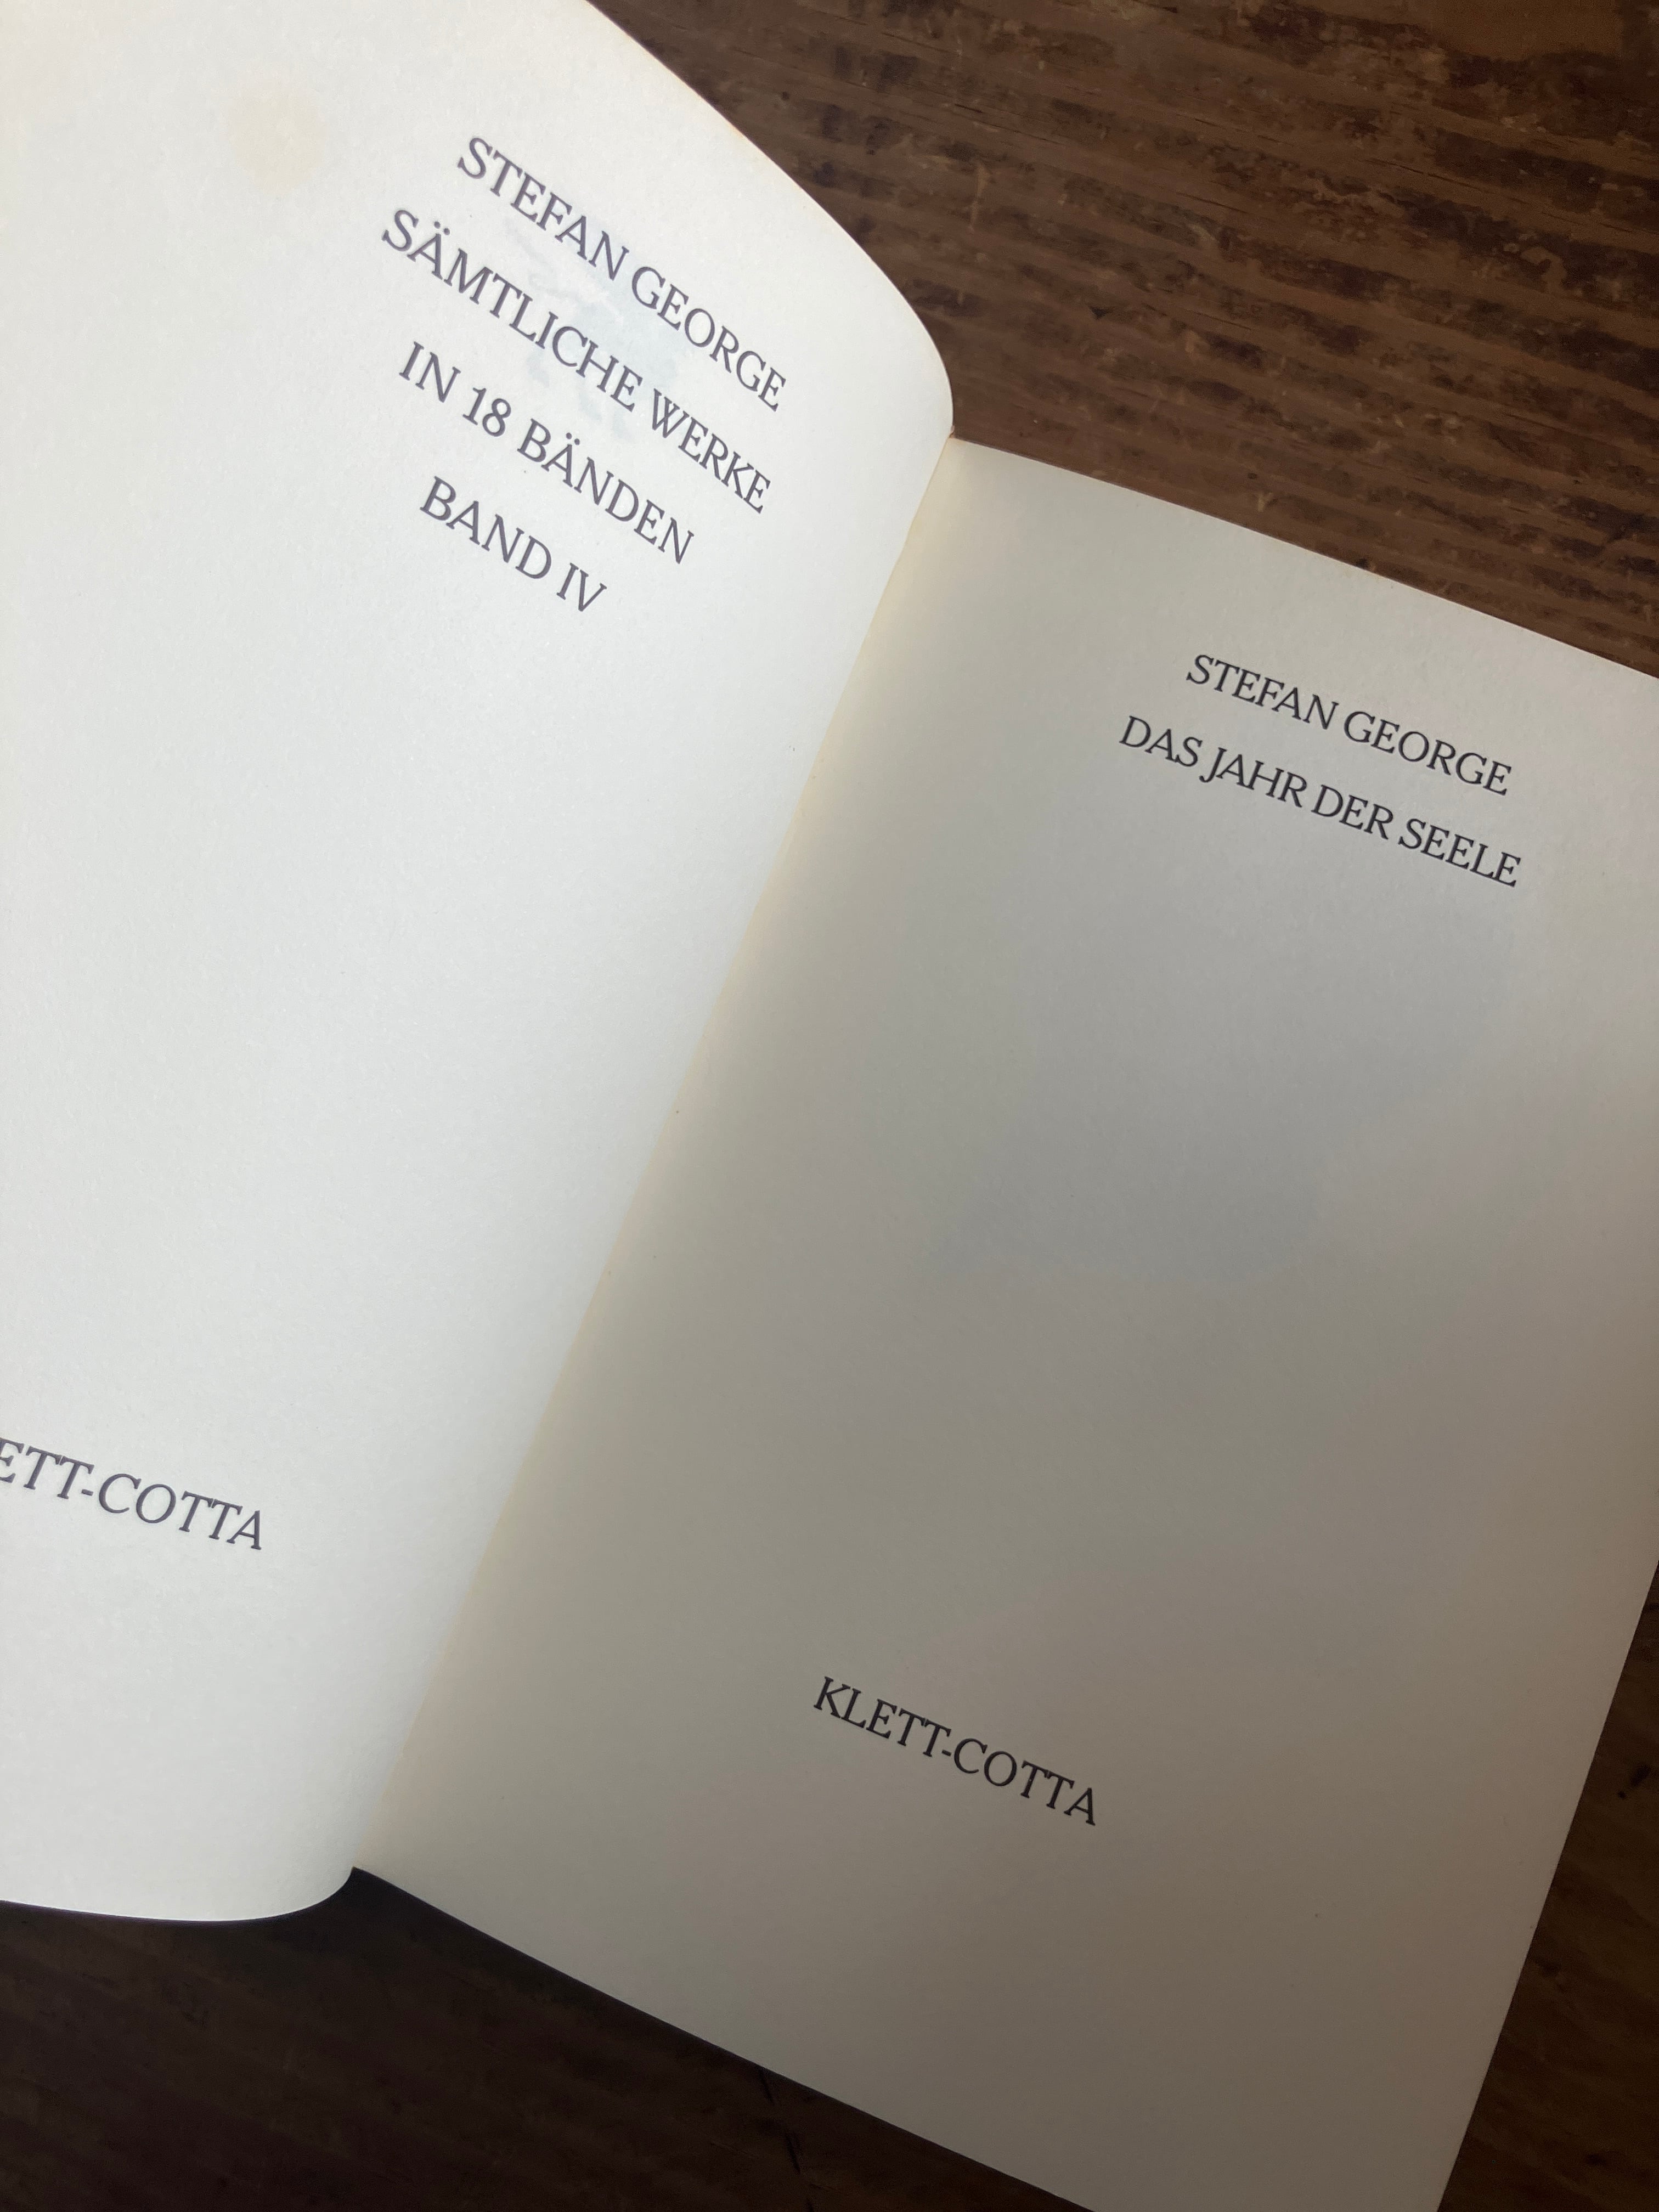 STEFAN GEORGE
SÄMTLICHE WERKE
IN 18 BÄNDEN
BAND IV
ETT-COTTA
STEFAN GEORGE
DAS JAHR DER SEELE
KLETT-COTTA